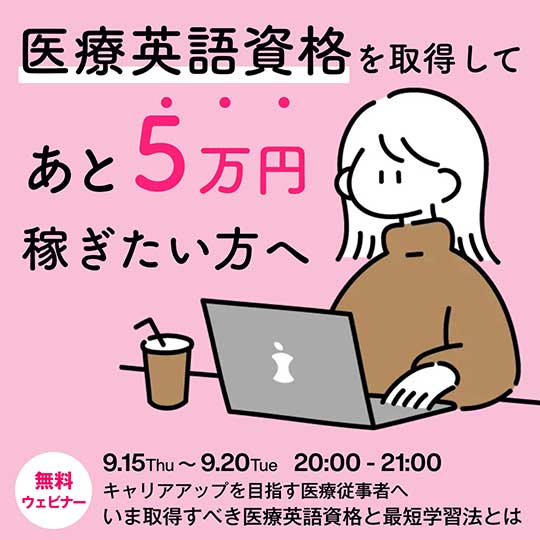 医療英語資格を取得して
あと5万円
稼ぎたい方へ
無料
ウェビナー
9.15Thu ～ 9.20Tue 20:00 - 21:00
キャリアアップを目指す医療従事者へ
いま取得すべき医療英語資格と最短学習法とは